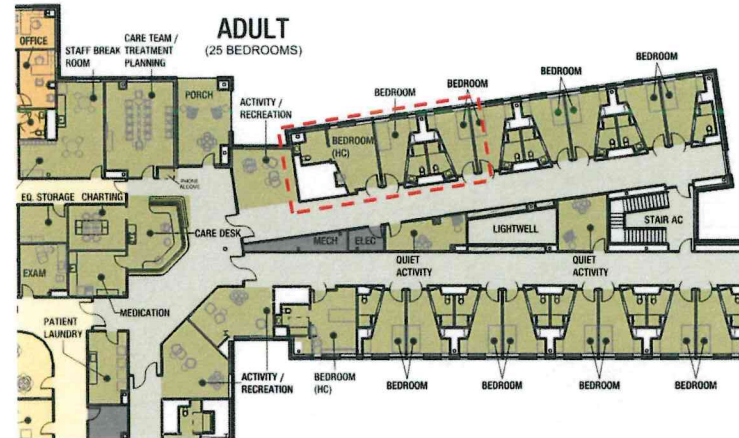 ADULT
(25 BEDROOMS)
OFFICE
STAFF BREAK
ROOM
CARE TEAM /
TREATMENT
PLANNING
PORCH
ACTIVITY /
RECREATION
BEDROOM
BEDROOM
BEDROOM
BEDROOM
BEDROOM
(HC)
PHONE
ALCOVE
EQ. STORAGE
CHARTING
CARE DESK
EXAM
MEDICATION
PATIENT
LAUNDRY
MECH
ELEC
QUIET
ACTIVITY
LIGHTWELL
QUIET
ACTIVITY
STAIR AC
ACTIVITY /
RECREATION
BEDROOM
(HC)
BEDROOM
BEDROOM
BEDROOM
BEDROOM